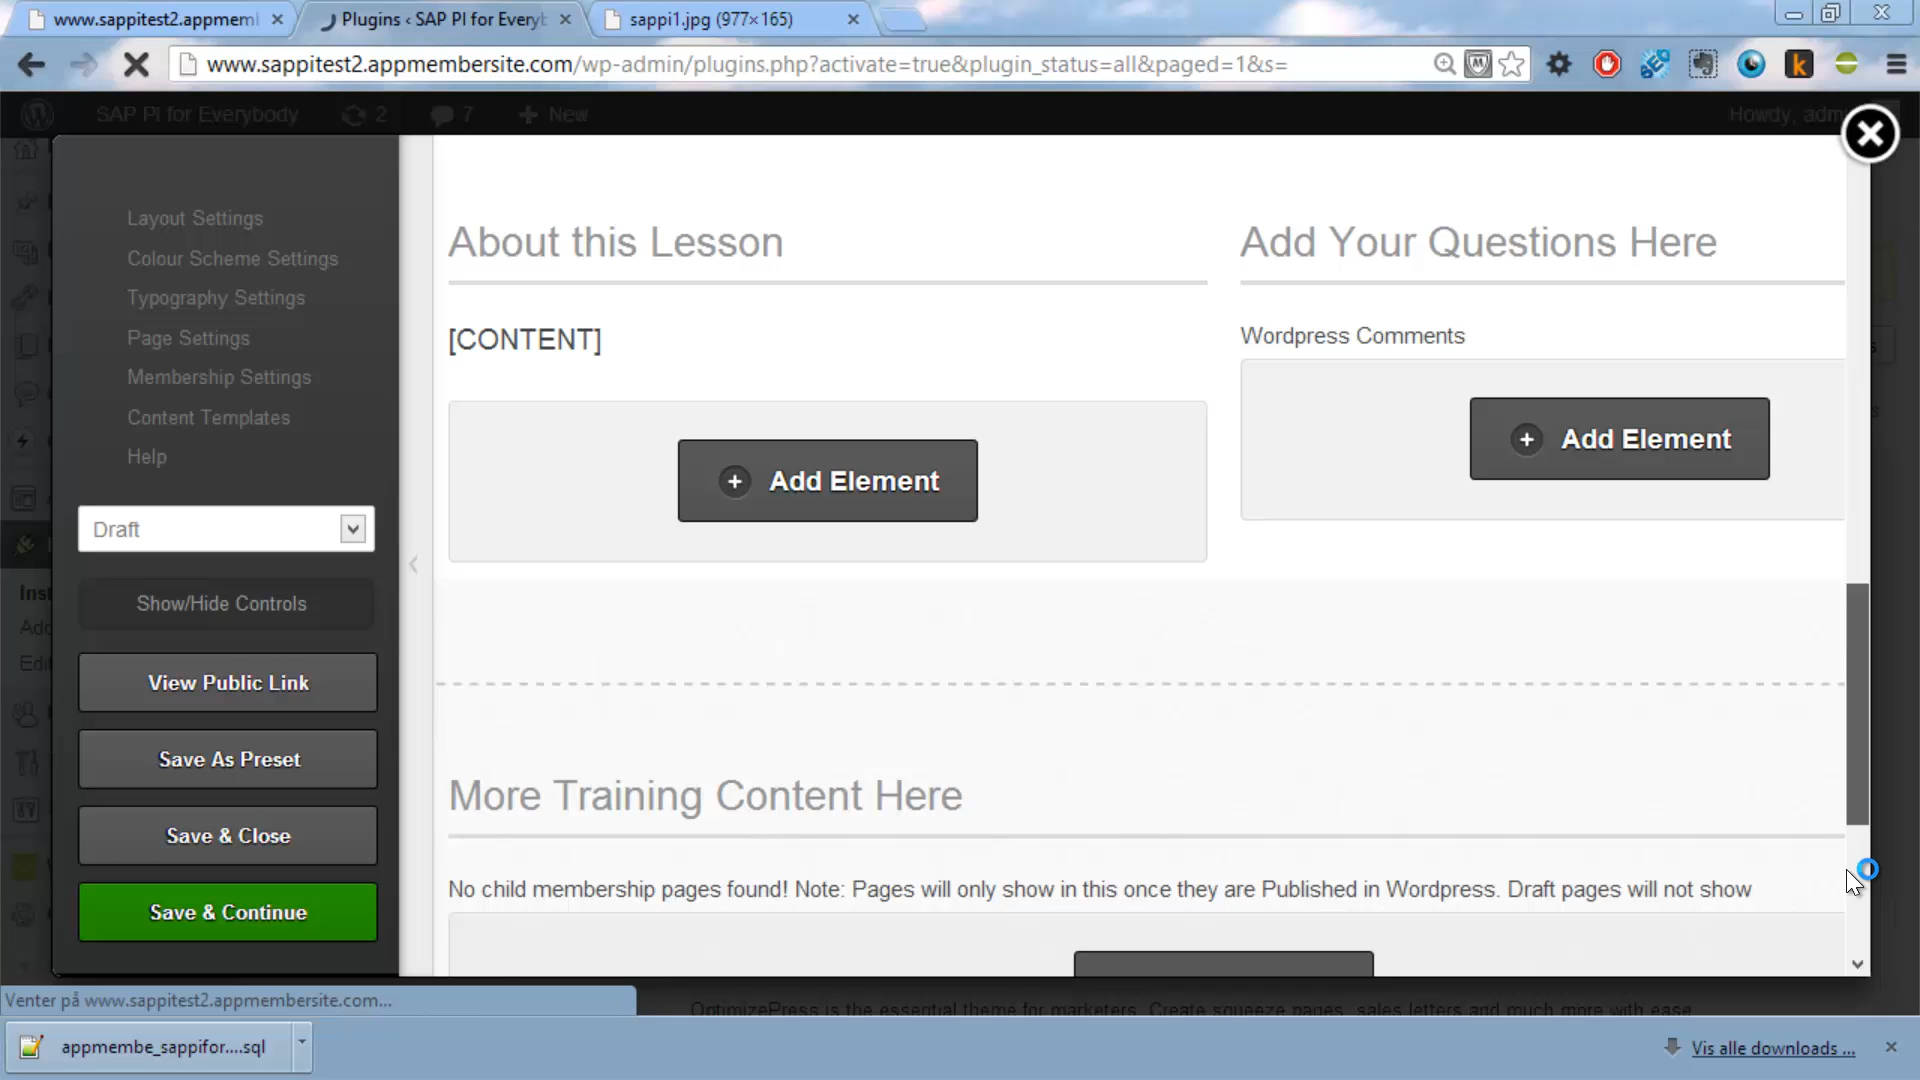 www.sappitest2.appmeml
Plugins ‹ SAP PI for Everyb
sappi1.jpg (977×165)
www.sappitest2.appmembersite.com/wp-admin/plugins.php?activate=true&plugin_status=all&paged=1&s=
SAP PI for Everybody
2
7
New
Howdy, adm
Layout Settings
Colour Scheme Settings
Typography Settings
Page Settings
Membership Settings
Content Templates
Help
Draft
Show/Hide Controls
View Public Link
Save As Preset
Save & Close
Save & Continue
About this Lesson
[CONTENT]
Add Element
Add Your Questions Here
Wordpress Comments
Add Element
More Training Content Here
No child membership pages found! Note: Pages will only show in this once they are Published in Wordpress. Draft pages will not show
Inst
Add
Edi
OptimizePress is the essential theme for marketers. Create squeeze pages, sales letters and much more with ease
Venter på www.sappitest2.appmembersite.com...
appmembe_sappifor....sql
Vis alle downloads ...